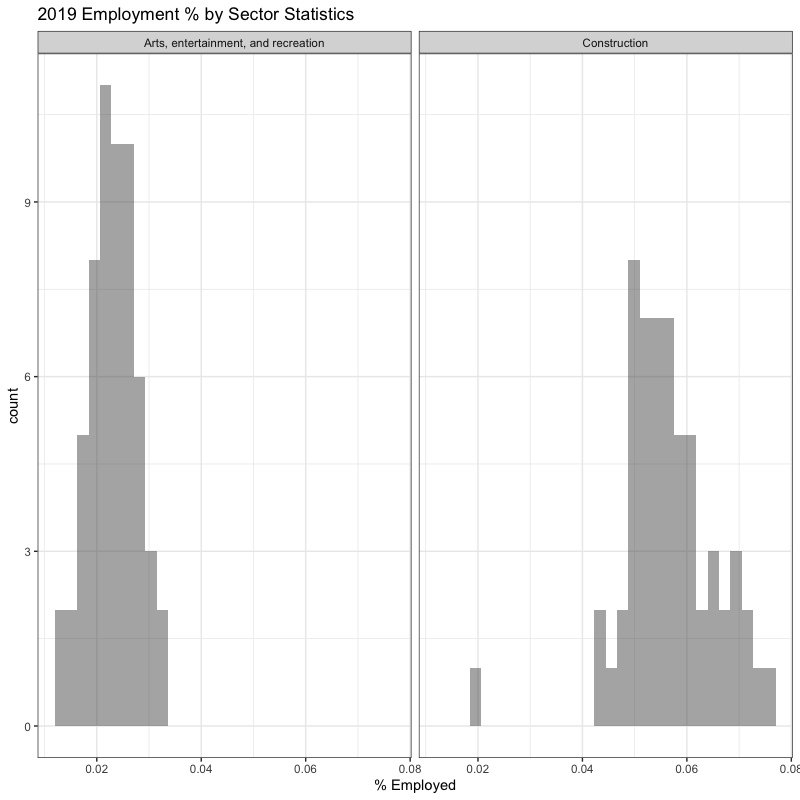 2019 Employment % by Sector Statistics
Arts, entertainment, and recreation
Construction
9
6
3
0
count
0.02
0.04
0.06
0.08
0.02
0.04
0.06
0.08
% Employed